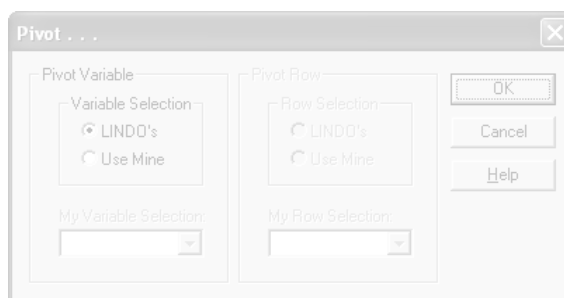 Pivot . . .
Pivot Variable
Variable Selection
LINDO's
Use Mine
My Variable Selection:
Pivot Row
Row Selection
LINDO's
Use Mine
My Row Selection:
OK
Cancel
Help